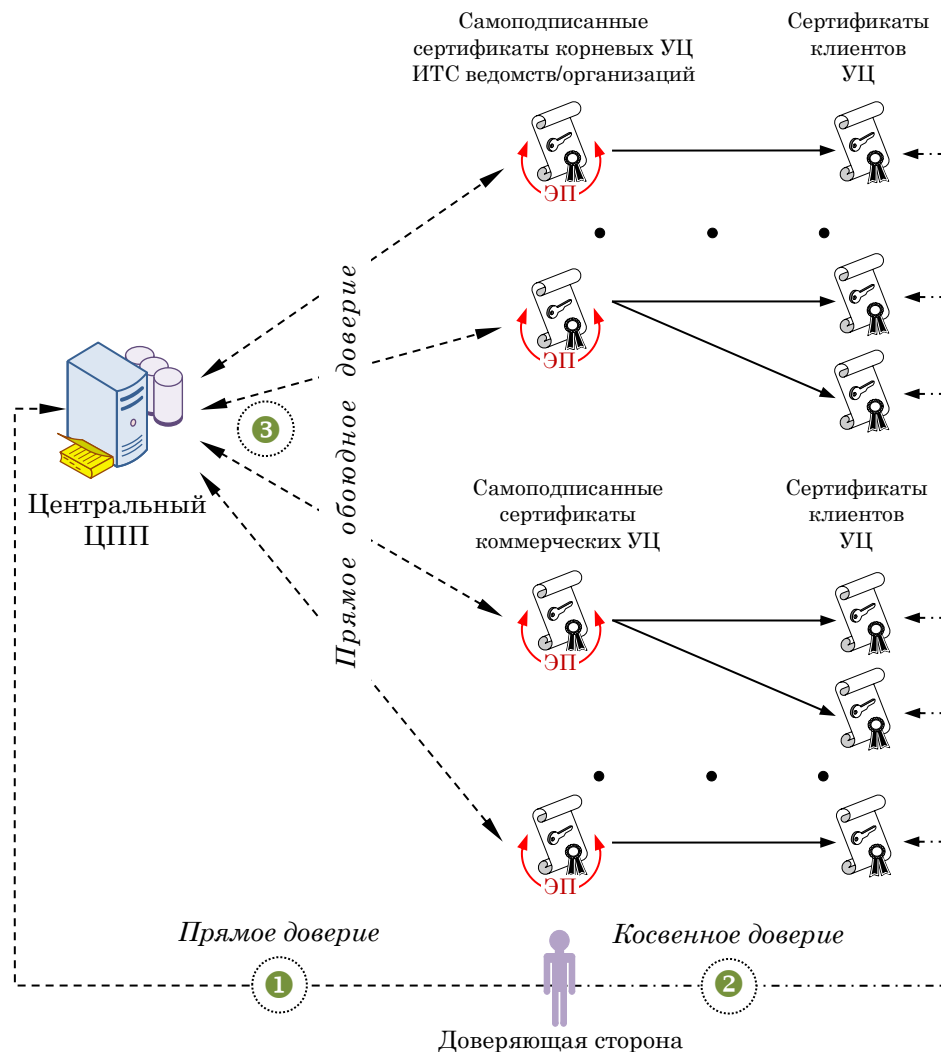 Самоподписанные
сертификаты корневых УЦ
ИТС ведомств/организаций
Сертификаты
клиентов
УЦ
ЭП
ЭП
Прямое обоюдное доверие
3
Центральный
ЦПП
Самоподписанные
сертификаты
коммерческих УЦ
Сертификаты
клиентов
УЦ
ЭП
ЭП
Прямое доверие
Косвенное доверие
1
2
Доверяющая сторона